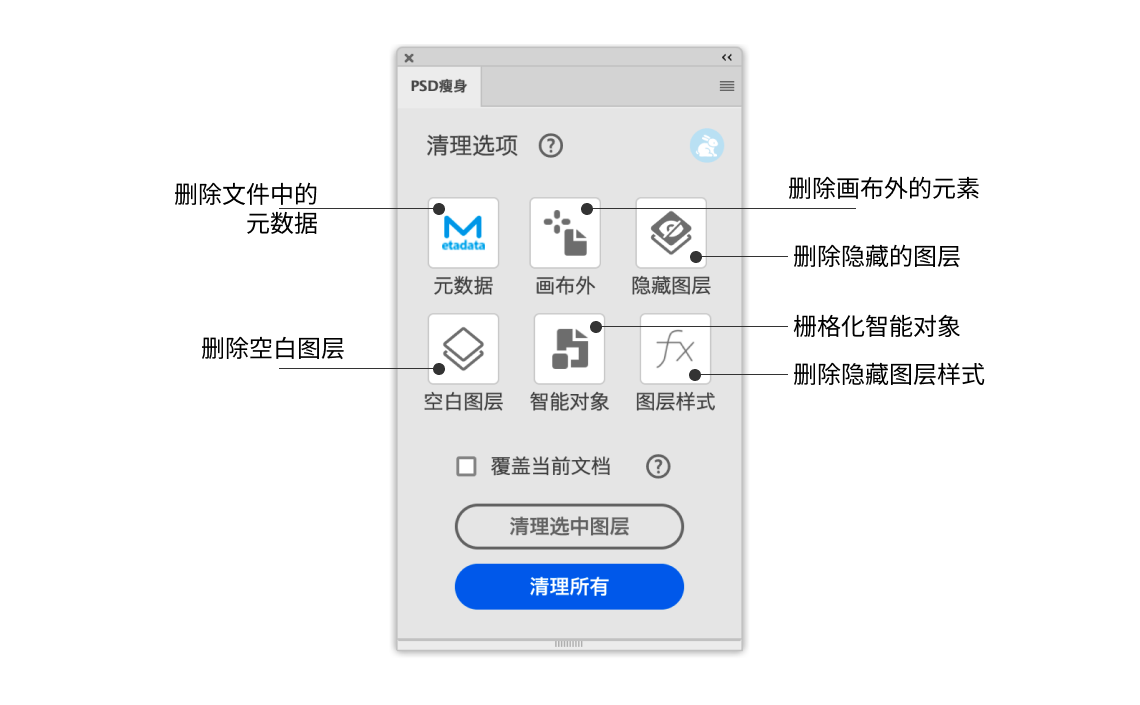 PSD瘦身
清理选项 ?
删除文件中的
元数据
删除画布外的元素
M
etadata
删除隐藏的图层
元数据 画布外 隐藏图层
栅格化智能对象
删除空白图层
fx
删除隐藏图层样式
空白图层 智能对象 图层样式
覆盖当前文档 ?
清理选中图层
清理所有